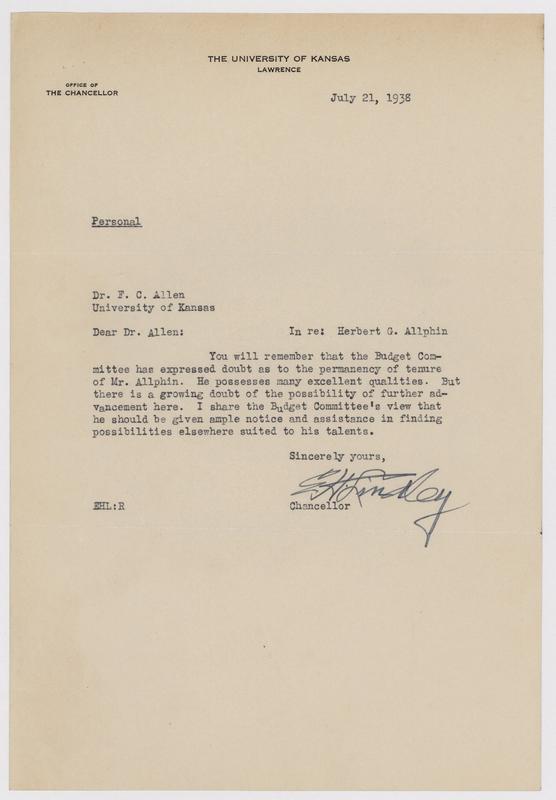 THE UNIVERSITY OF KANSAS
LAWRENCE
OFFICE OF
THE CHANCELLOR
July 21, 1938
Personal
Dr. F. C. Allen
University of Kansas
Dear Dr. Allen: In re: Herbert G. Allphin
You will remember that the Budget Com-
mittee has expressed doubt as to the permanency of tenure
of Mr. Allphin. He possesses many excellent qualities. But
there is a growing doubt of the possibility of further ad-
vancement here. I share the Budget Committee's view that
he should be given ample notice and assistance in finding
possibilities elsewhere suited to his talents.
Sincerely yours,
E H Lindley
Chancellor
EHL:R